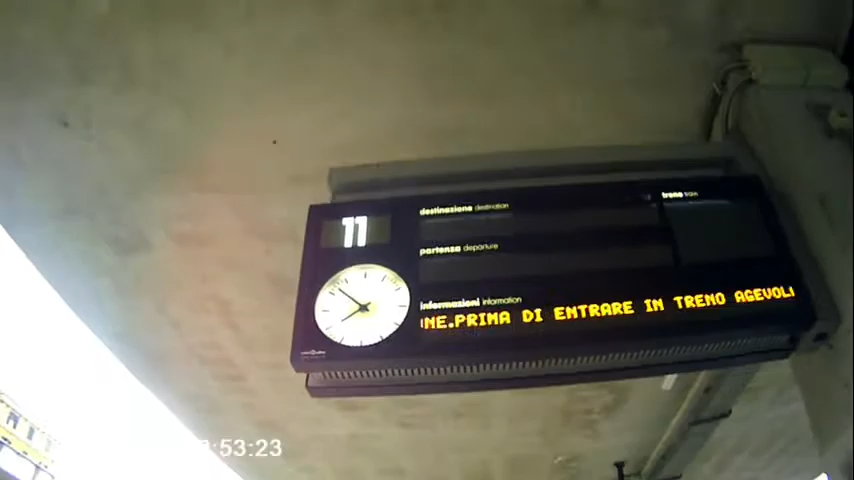 11
destinazione destination
treno train
partenza departure
informazioni information
NE.PRIMA DI ENTRARE IN TRENO AGEVOLI
:53:23